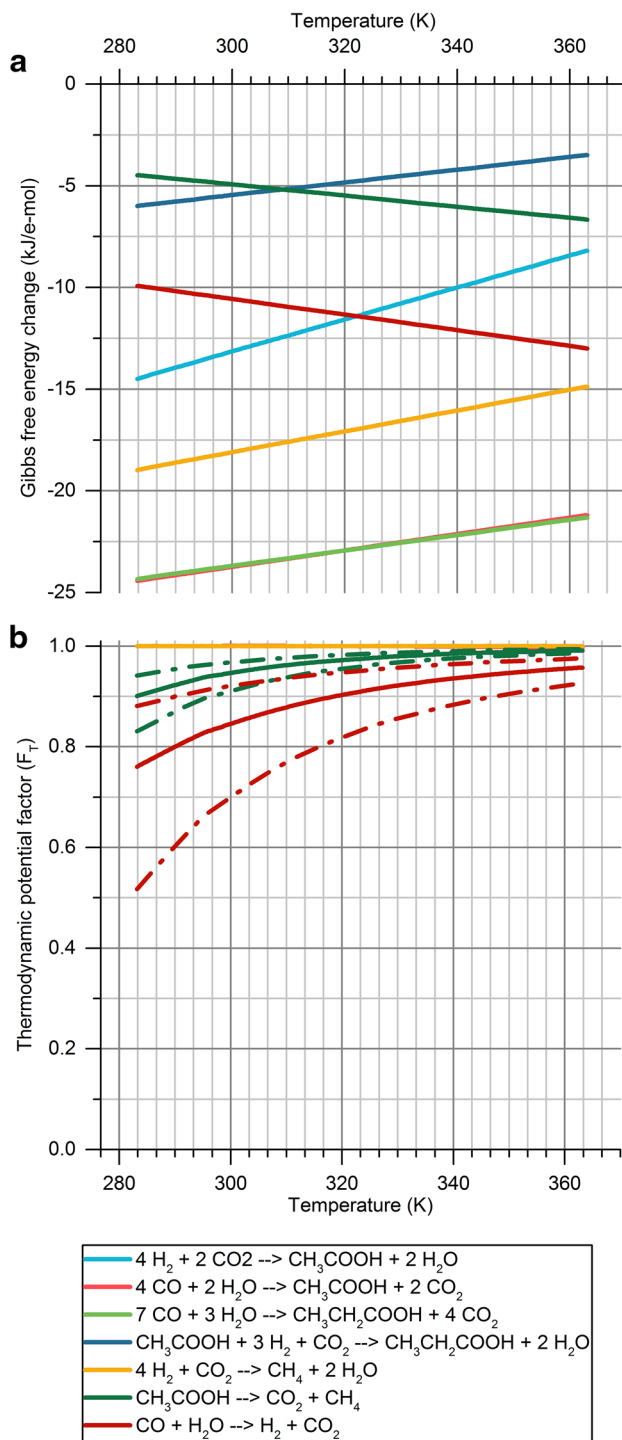 Temperature (K)
280 300 320 340 360
a
0
-5
-10
-15
-20
-25
Gibbs free energy change (kJ/e-mol)
b
1.0
0.8
0.6
0.4
0.2
0.0
Thermodynamic potential factor (F_T)
280 300 320 340 360
Temperature (K)
4 H₂ + 2 CO2 --> CH₃COOH + 2 H₂O
4 CO + 2 H₂O --> CH₃COOH + 2 CO₂
7 CO + 3 H₂O --> CH₃CH₂COOH + 4 CO₂
CH₃COOH + 3 H₂ + CO₂ --> CH₃CH₂COOH + 2 H₂O
4 H₂ + CO₂ --> CH₄ + 2 H₂O
CH₃COOH --> CO₂ + CH₄
CO + H₂O --> H₂ + CO₂